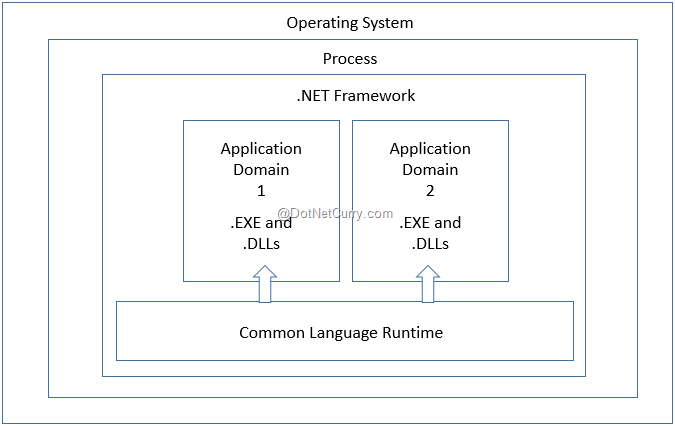 Operating System
Process
.NET Framework
Application
Domain
1
.EXE and
.DLLs
Application
Domain
2
.EXE and
.DLLs
@DotNetCurry.com
Common Language Runtime